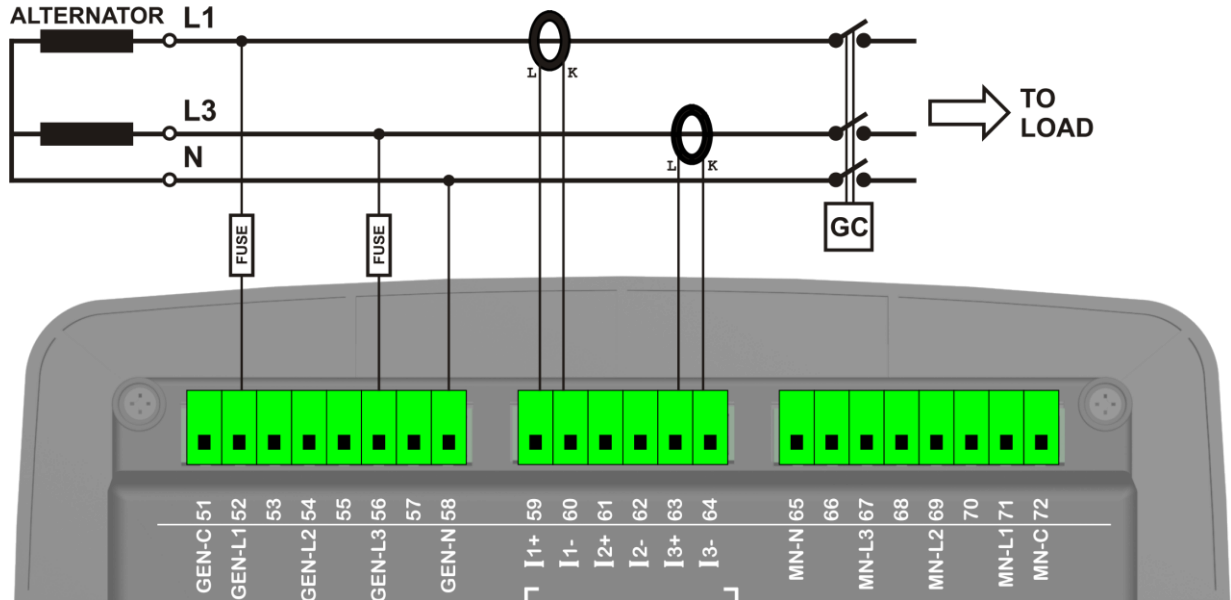 ALTERNATOR L1
L K
L3
L K
TO
LOAD
N
FUSE FUSE GC
51 52 53 54 55 56 57 58 59 60 61 62 63 64 65 66 67 68 69 70 71 72
GEN-C GEN-L1 GEN-L2 GEN-L3 GEN-N I1+ I1- I2+ I2- I3+ I3- MN-N MN-L3 MN-L2 MN-L1 MN-C